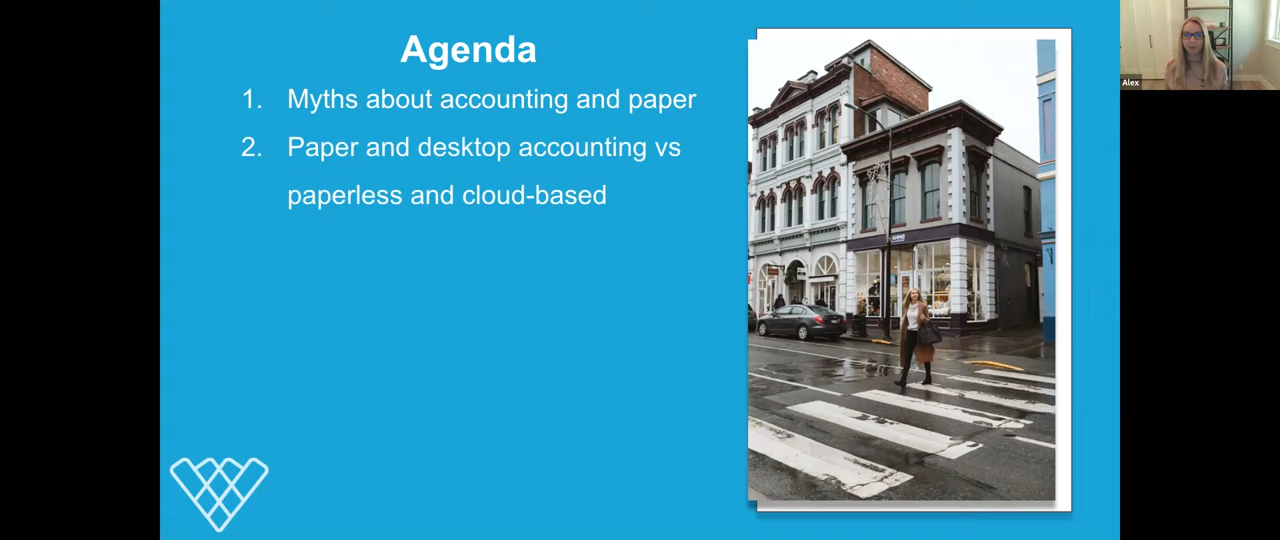 Agenda
1. Myths about accounting and paper
2. Paper and desktop accounting vs
paperless and cloud-based
Alex